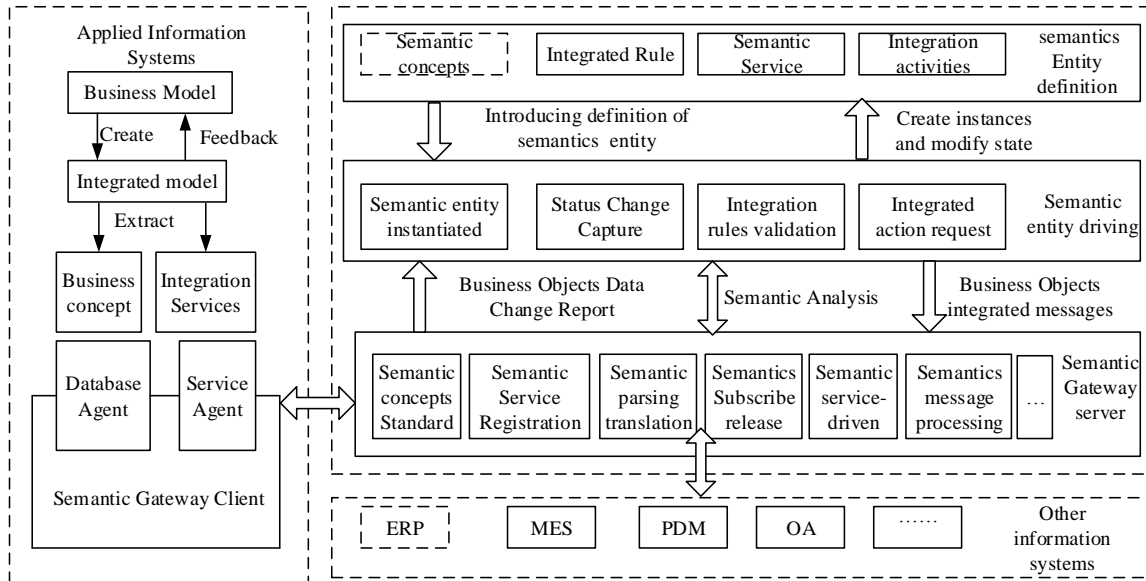 Applied Information
Systems
Business Model
Create
Feedback
Integrated model
Extract
Business
concept
Integration
Services
Database
Agent
Service
Agent
Semantic Gateway Client
Semantic
concepts
Integrated Rule
Semantic
Service
Integration
activities
semantics
Entity
definition
Introducing definition of
semantics entity
Create instances
and modify state
Semantic entity
instantiated
Status Change
Capture
Integration
rules validation
Integrated
action request
Semantic
entity driving
Business Objects Data
Change Report
Semantic Analysis
Business Objects
integrated messages
Semantic
concepts
Standard
Semantic
Service
Registration
Semantic
parsing
translation
Semantics
Subscribe
release
Semantic
service-
driven
Semantics
message
processing
...
Semantic
Gateway
server
ERP
MES
PDM
OA
......
Other
information
systems